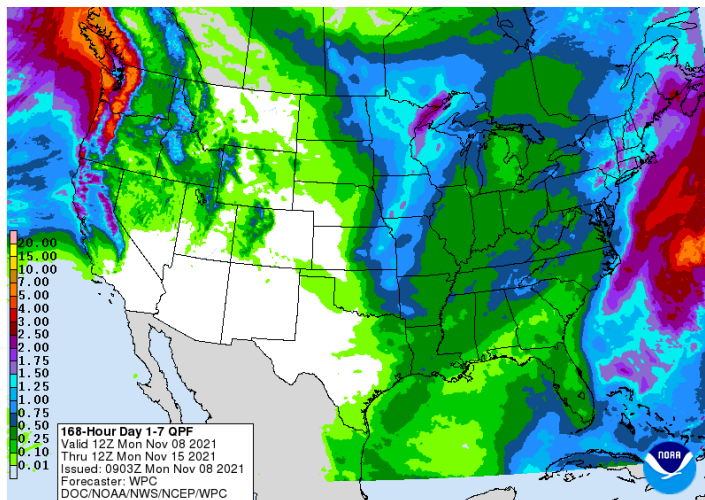 20.00
15.00
10.00
7.00
5.00
4.00
3.00
2.50
2.00
1.75
1.50
1.25
1.00
0.75
0.50
0.25
0.10
0.01
168-Hour Day 1-7 QPF
Valid 12Z Mon Nov 08 2021
Thru 12Z Mon Nov 15 2021
Issued: 0903Z Mon Nov 08 2021
Forecaster: WPC
DOC/NOAA/NWS/NCEP/WPC
NOAA